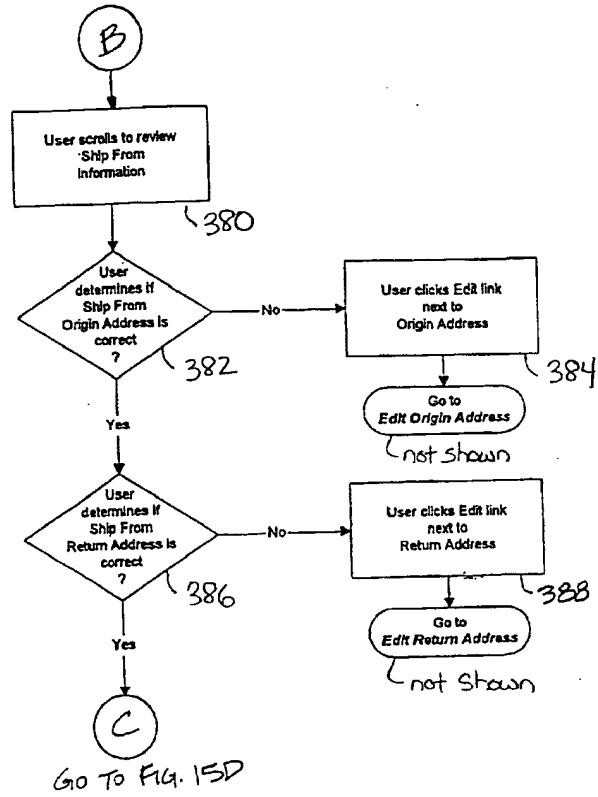 B
User scrolls to review
Ship From
Information
380
User
determines if
Ship From
Origin Address is
correct
?
382
No
User clicks Edit link
next to
Origin Address
384
Go to
Edit Origin Address
not shown
Yes
User
determines if
Ship From
Return Address is
correct
?
386
No
User clicks Edit link
next to
Return Address
388
Go to
Edit Return Address
not shown
Yes
C
GO TO FIG. 15D